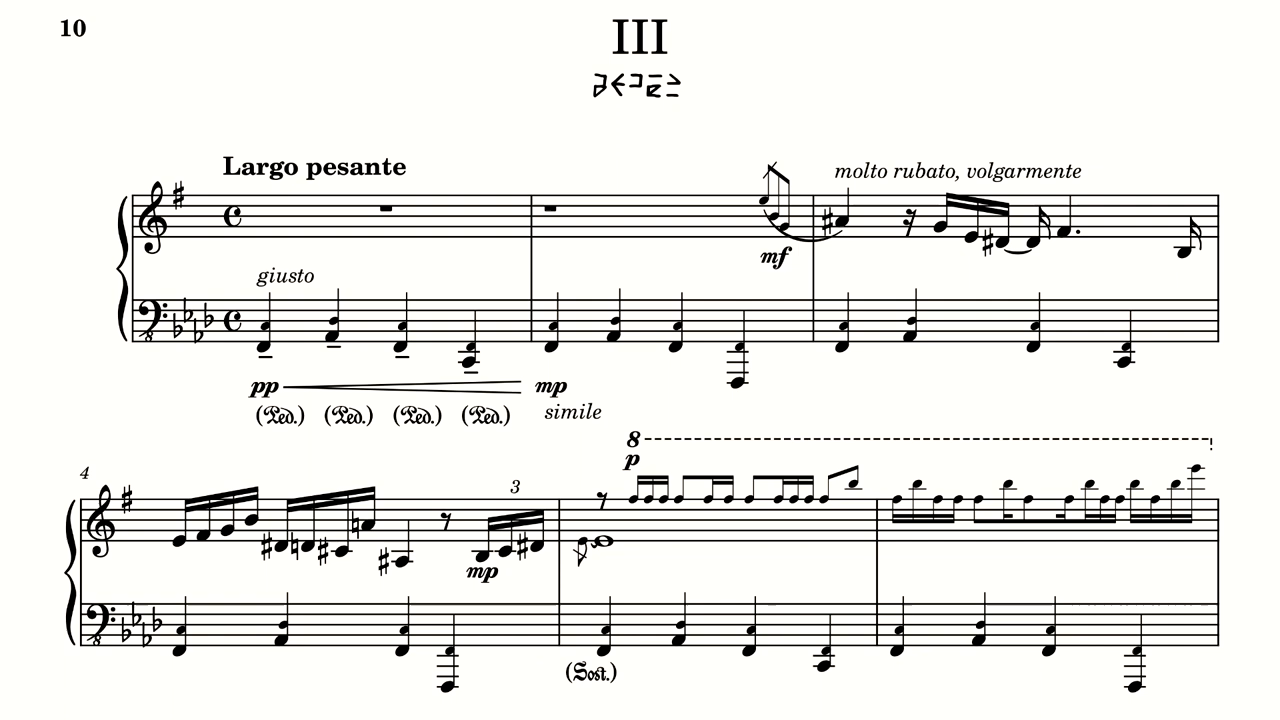 10
III
Largo pesante
molto rubato, volgarmente
mf
giusto
pp
mp
(Ped.) (Ped.) (Ped.) (Ped.)
simile
8
p
4
3
mp
(Sost.)